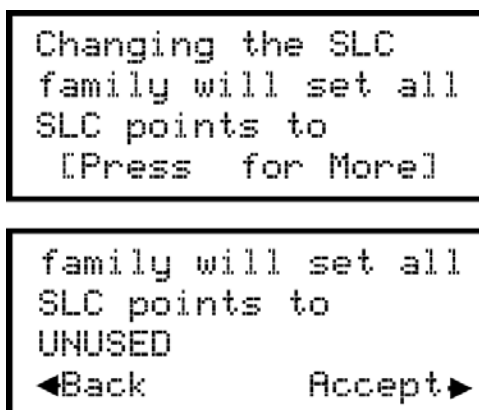 Changing the SLC
family will set all
SLC points to
[Press for More]
family will set all
SLC points to
UNUSED
◄Back Accept►